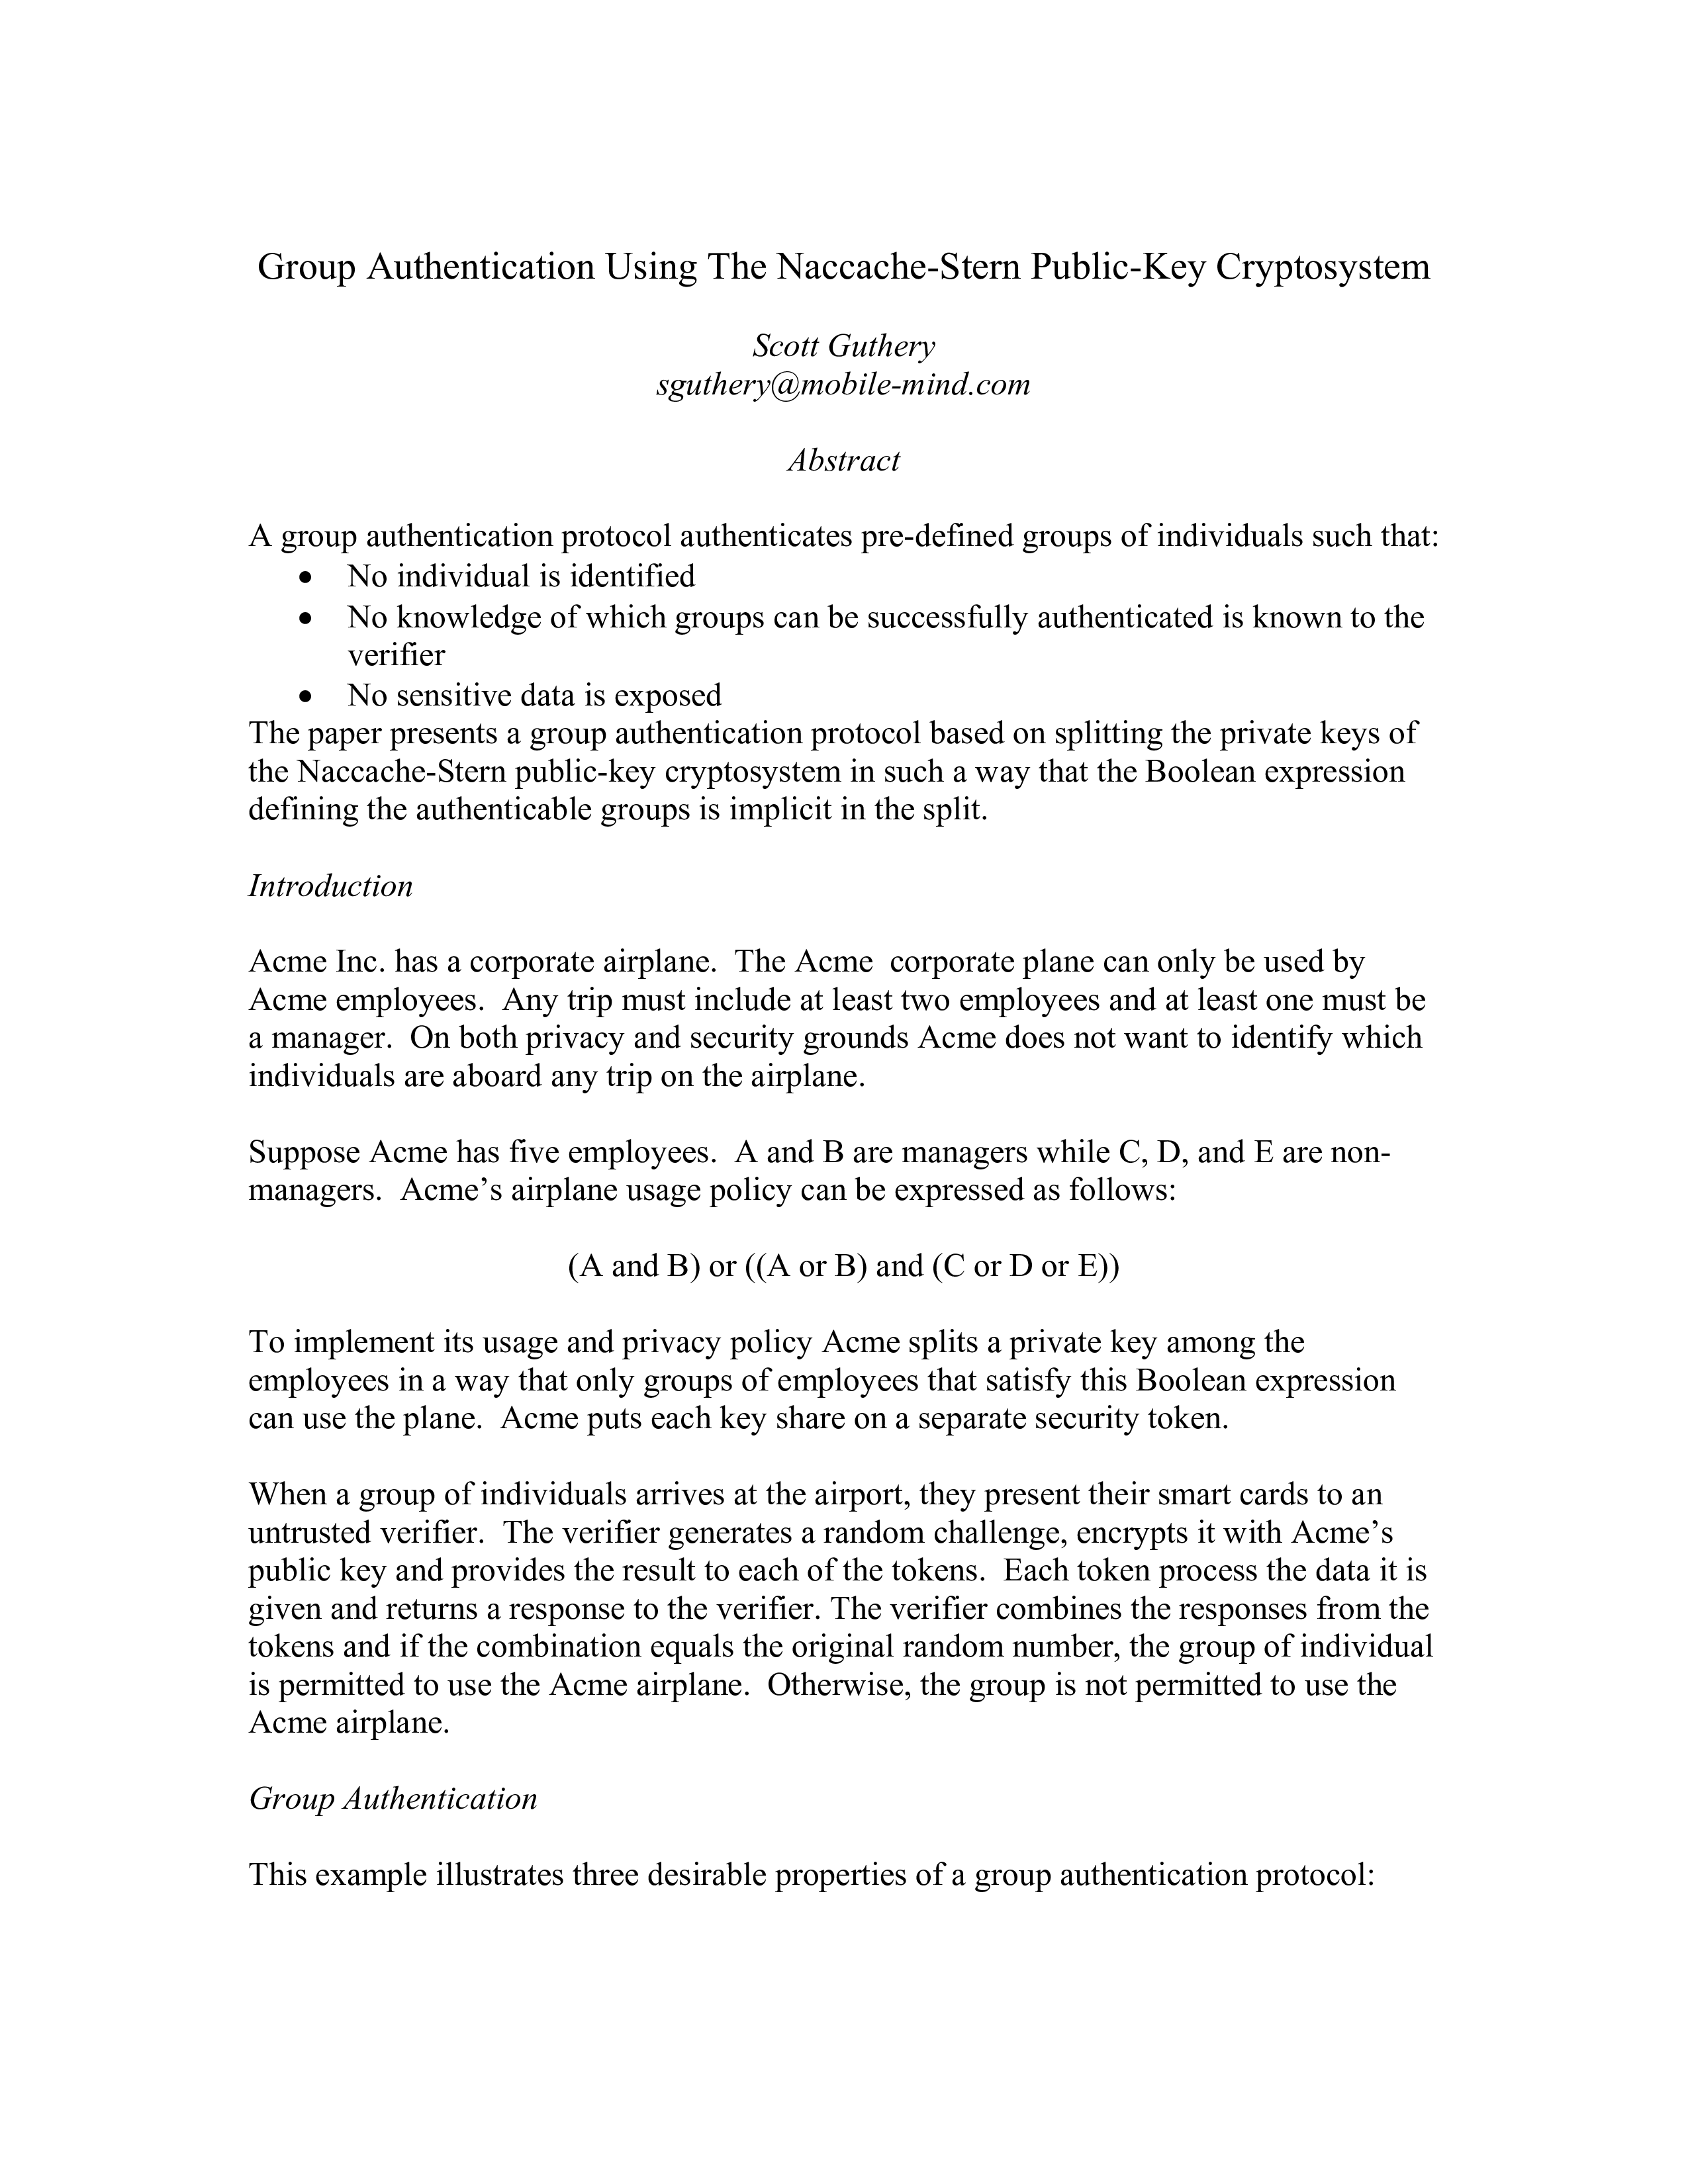 Group Authentication Using The Naccache-Stern Public-Key Cryptosystem
Scott Guthery
sguthery@mobile-mind.com
Abstract
A group authentication protocol authenticates pre-defined groups of individuals such that:
• No individual is identified
• No knowledge of which groups can be successfully authenticated is known to the
verifier
• No sensitive data is exposed
The paper presents a group authentication protocol based on splitting the private keys of
the Naccache-Stern public-key cryptosystem in such a way that the Boolean expression
defining the authenticable groups is implicit in the split.
Introduction
Acme Inc. has a corporate airplane.  The Acme  corporate plane can only be used by
Acme employees.  Any trip must include at least two employees and at least one must be
a manager.  On both privacy and security grounds Acme does not want to identify which
individuals are aboard any trip on the airplane.
Suppose Acme has five employees.  A and B are managers while C, D, and E are non-
managers.  Acme’s airplane usage policy can be expressed as follows:
(A and B) or ((A or B) and (C or D or E))
To implement its usage and privacy policy Acme splits a private key among the
employees in a way that only groups of employees that satisfy this Boolean expression
can use the plane.  Acme puts each key share on a separate security token.
When a group of individuals arrives at the airport, they present their smart cards to an
untrusted verifier.  The verifier generates a random challenge, encrypts it with Acme’s
public key and provides the result to each of the tokens.  Each token process the data it is
given and returns a response to the verifier. The verifier combines the responses from the
tokens and if the combination equals the original random number, the group of individual
is permitted to use the Acme airplane.  Otherwise, the group is not permitted to use the
Acme airplane.
Group Authentication
This example illustrates three desirable properties of a group authentication protocol: